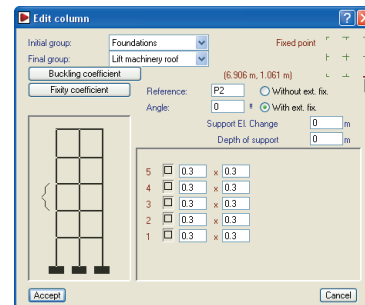 Edit column
Initial group: Foundations Fixed point
Final group: Lift machinery roof
Buckling coefficient (6.906 m, 1.061 m)
Fixity coefficient Reference: P2 Without ext. fix.
Angle: 0 º With ext. fix.
Support El. Change 0 m
Depth of support 0 m
5 0.3 x 0.3
4 0.3 x 0.3
3 0.3 x 0.3
2 0.3 x 0.3
1 0.3 x 0.3
Accept Cancel